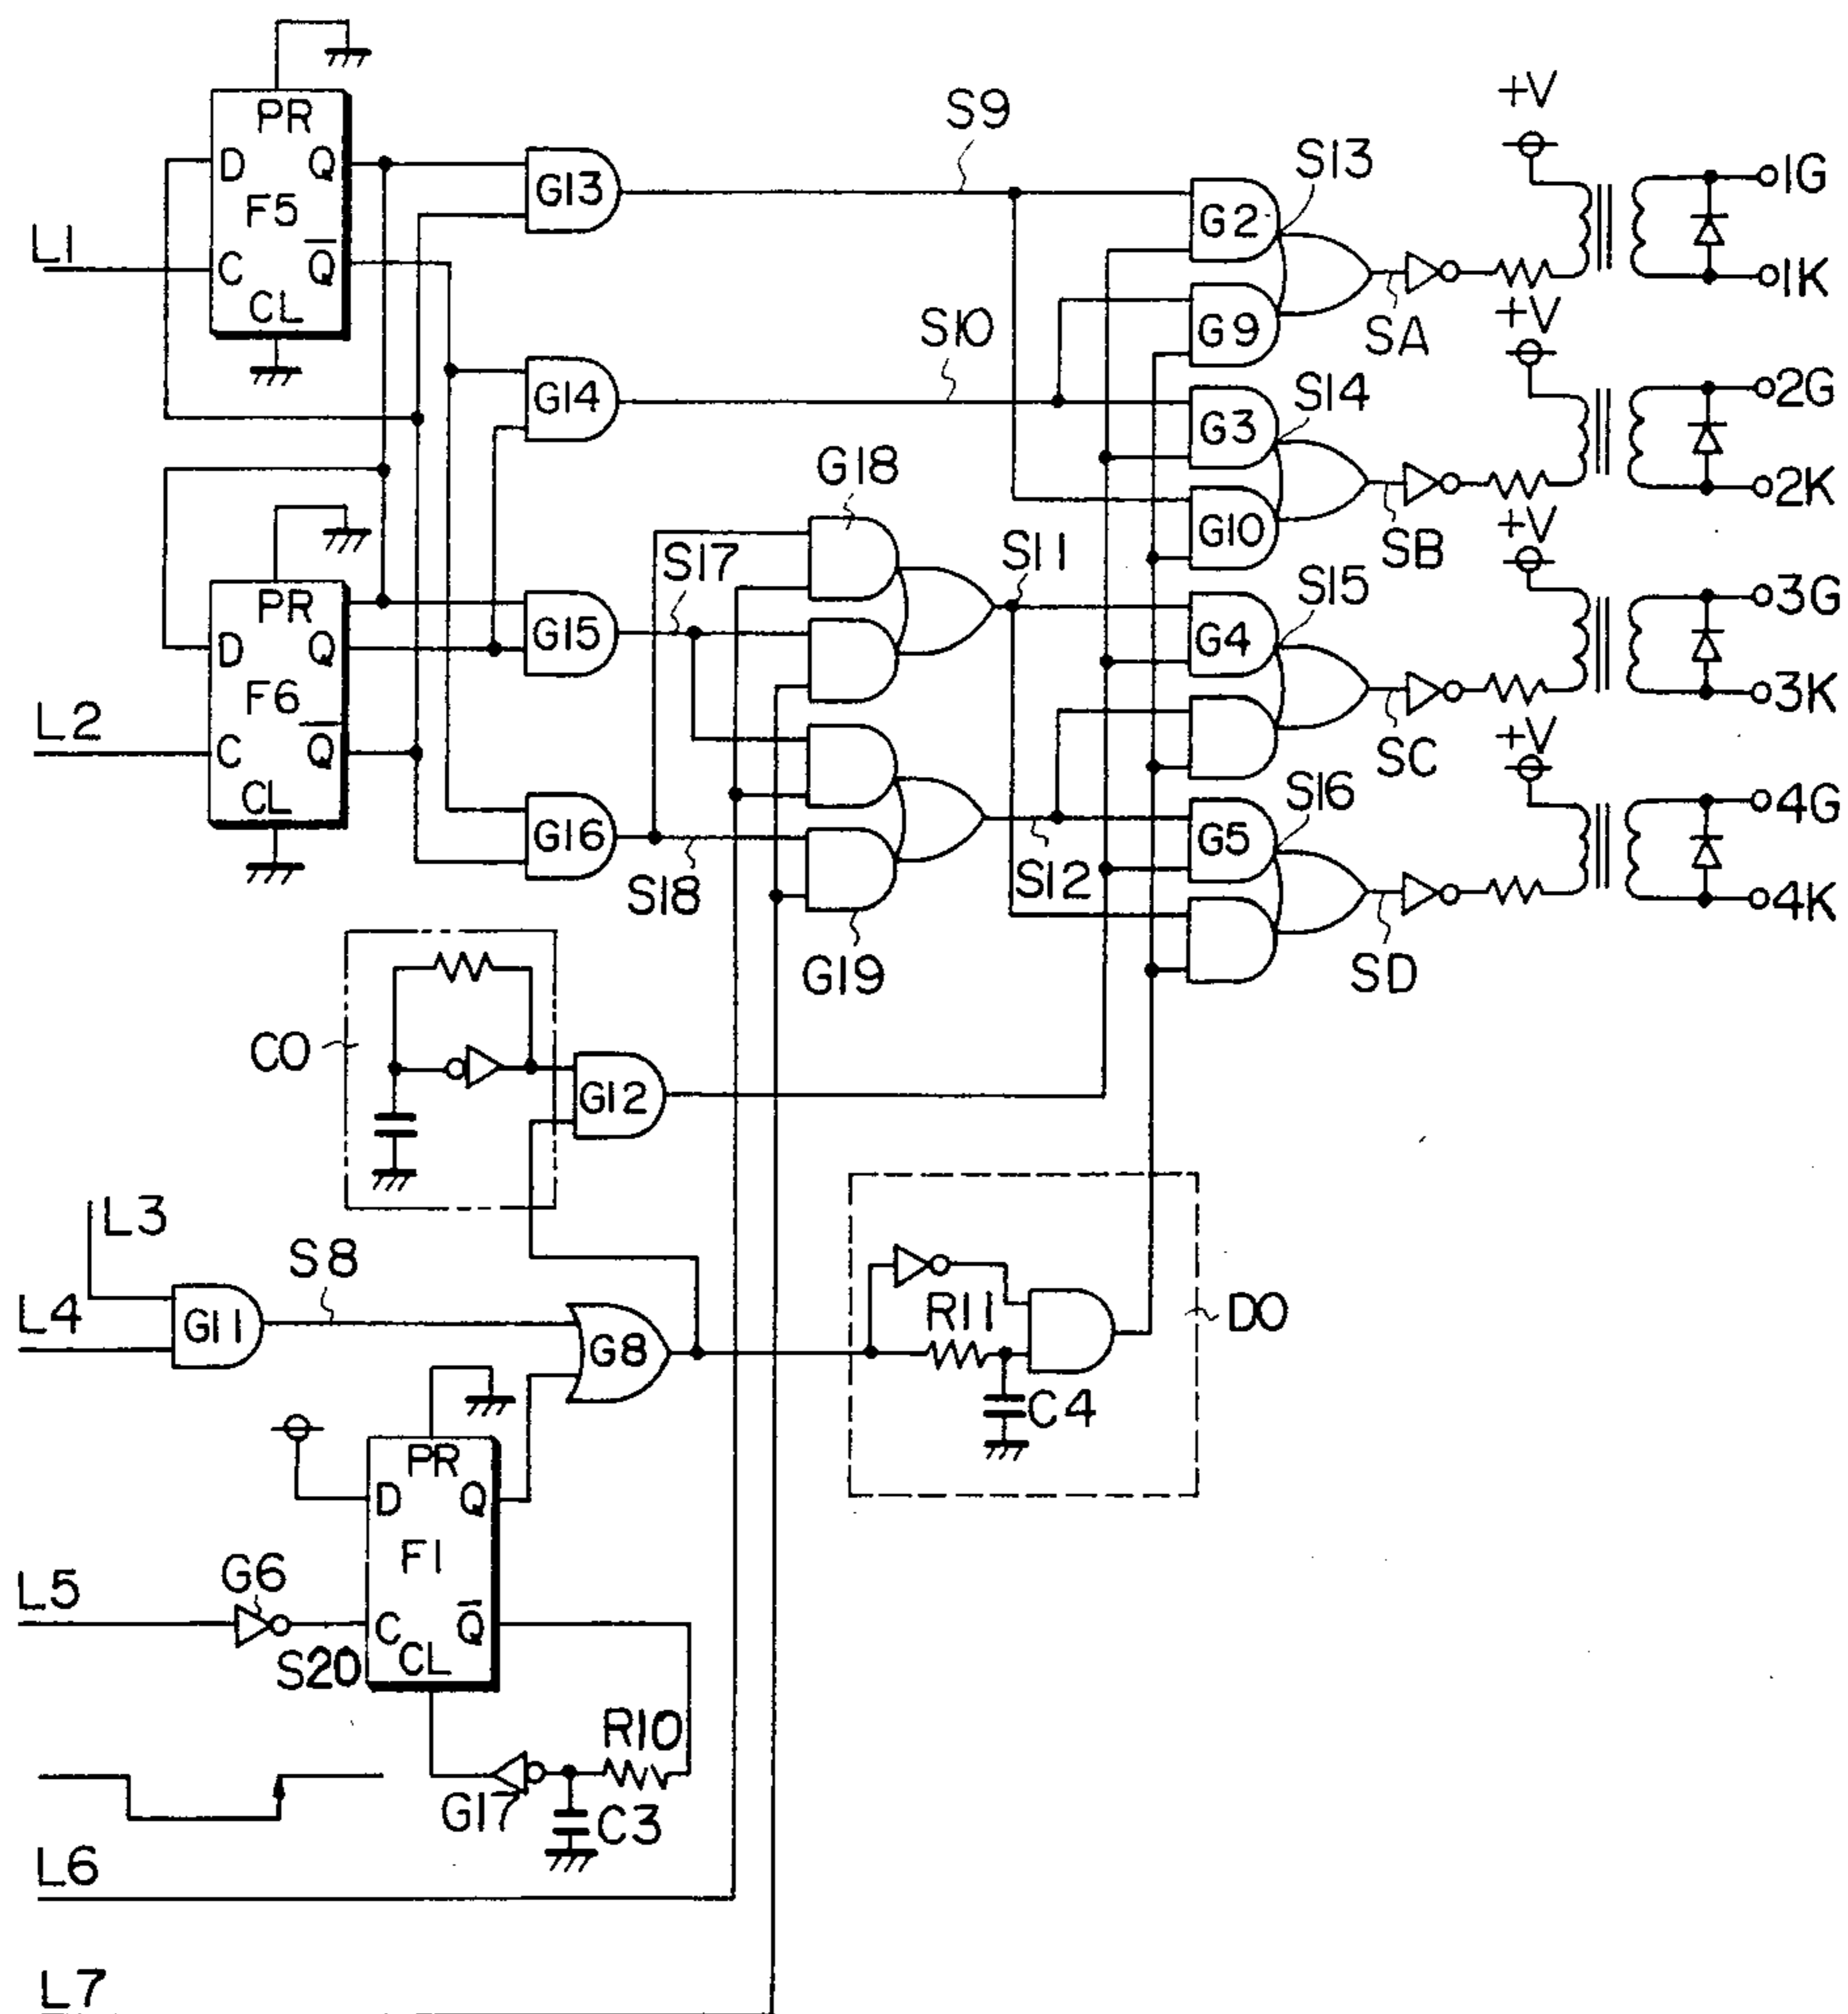 PR
D Q
F5
L1
C Q
CL
G13
S9
G2
S13
+V
1G
G9
1K
SA
+V
G14
S10
G3
S14
2G
G10
2K
SB
+V
G18
S17
S11
PR
D Q
F6
L2
C Q
CL
G15
G4
S15
3G
3K
SC
+V
G16
S18
S12
G5
S16
4G
4K
SD
G19
CO
G12
L3
L4
G11
S8
G8
R11
DO
C4
PR
D Q
F1
L5
G6
S20
C Q
CL
R10
G17
C3
L6
L7